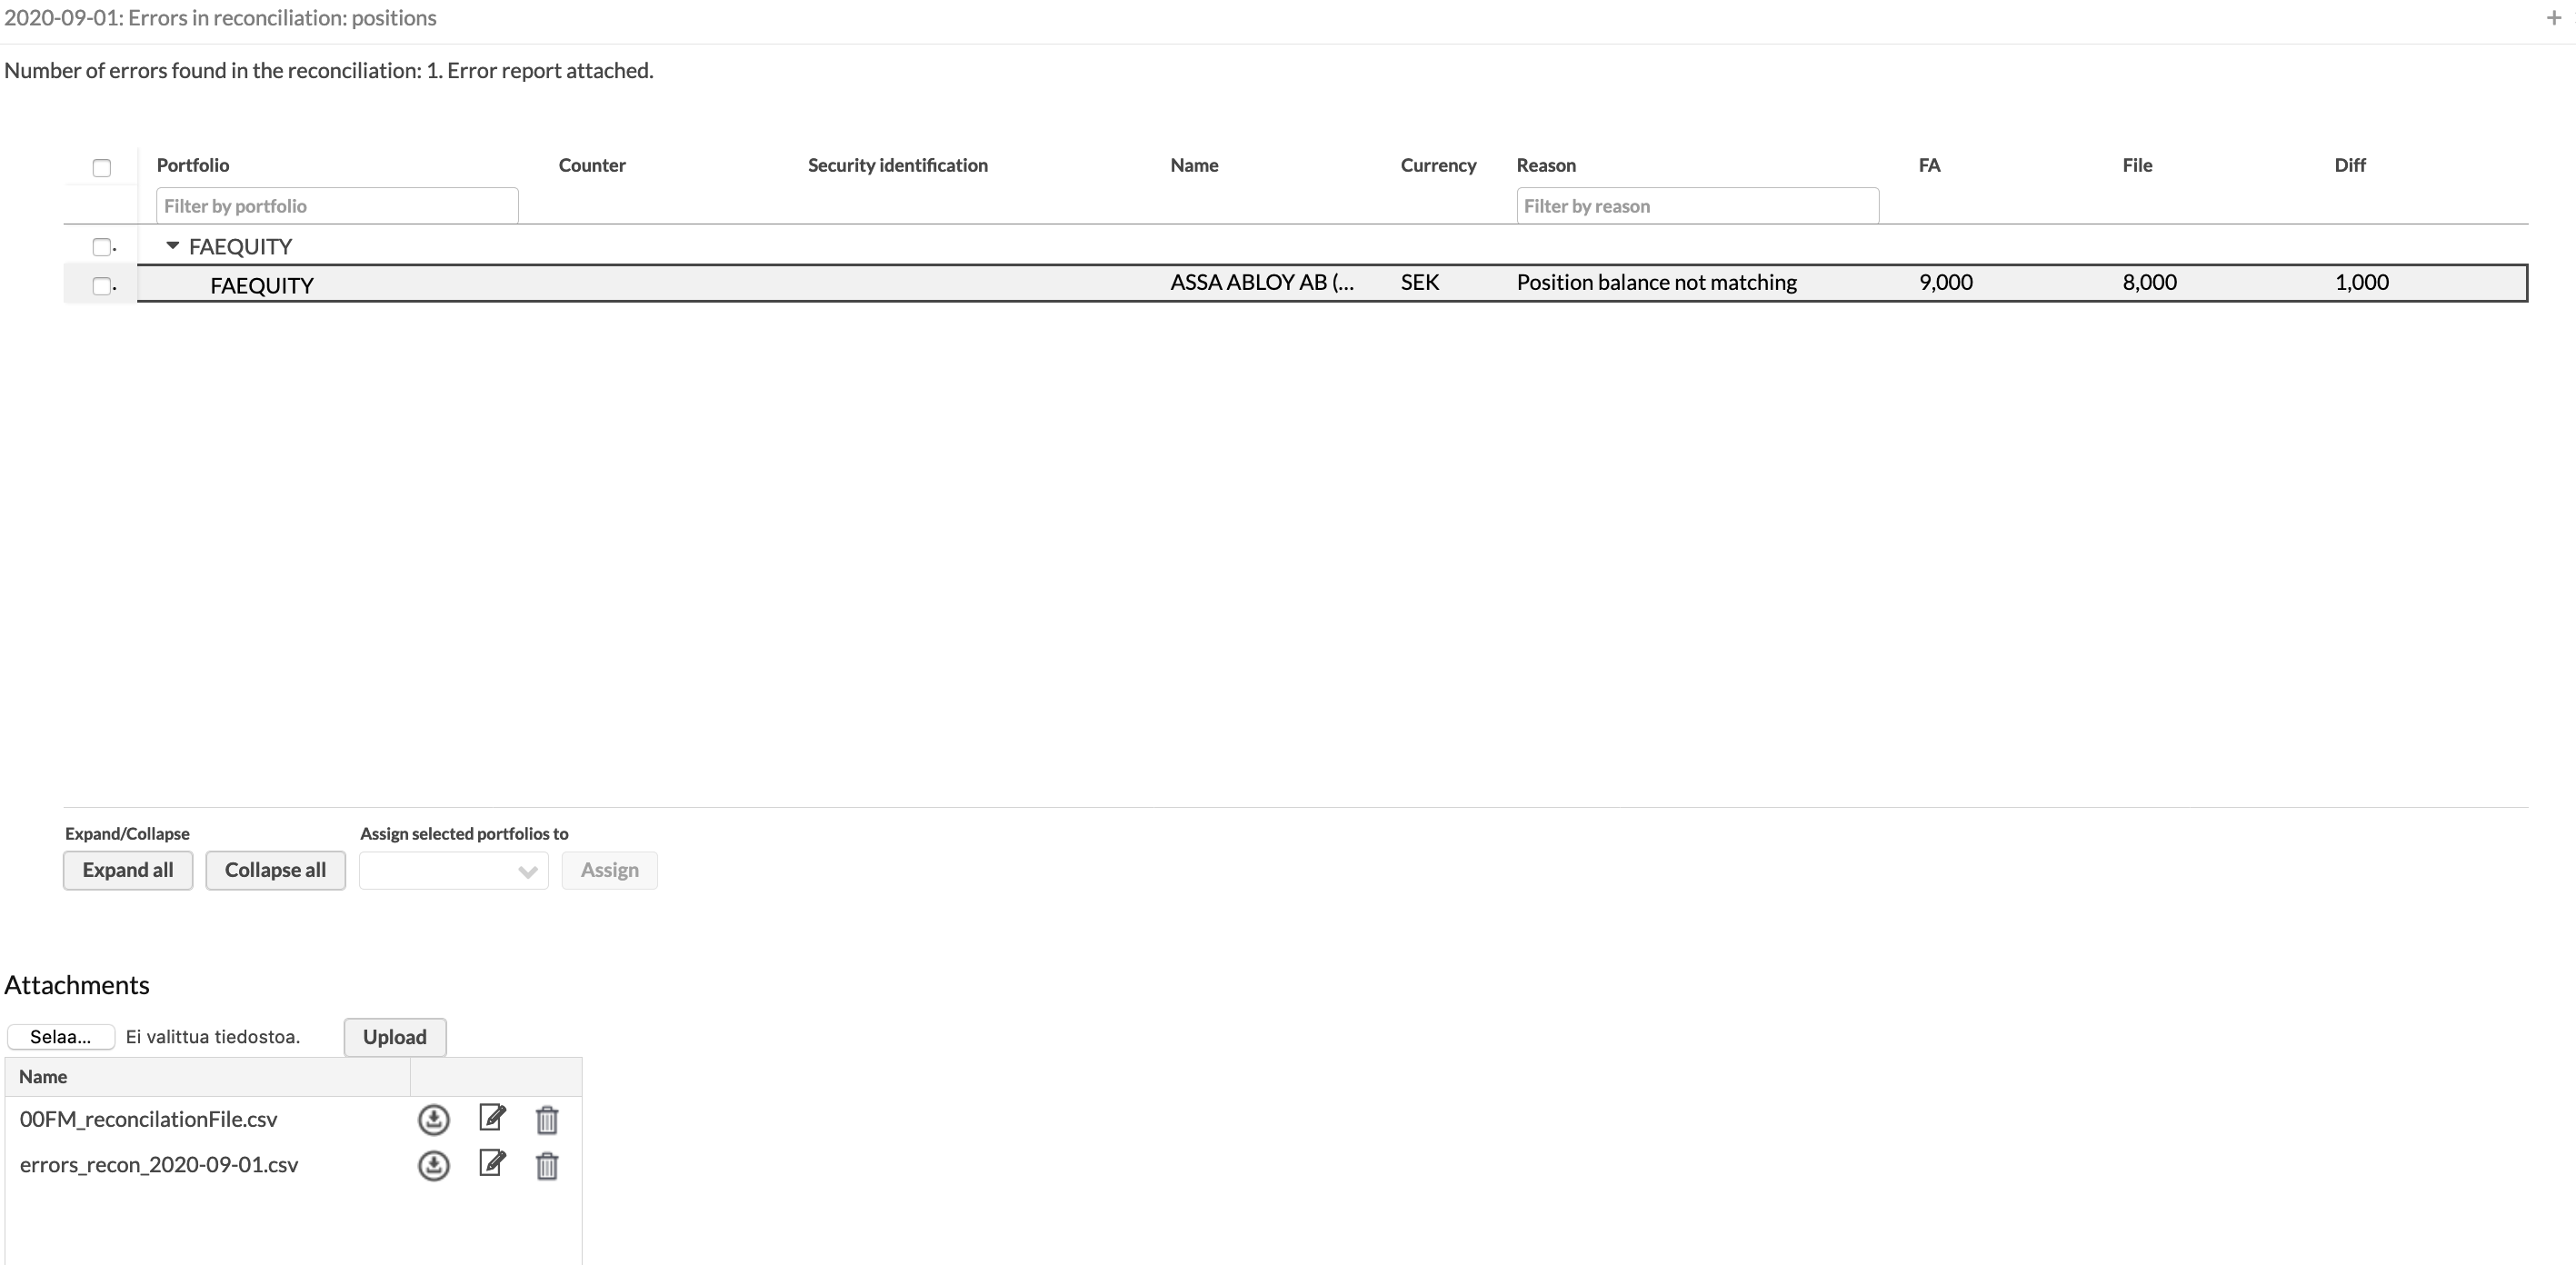 2020-09-01: Errors in reconciliation: positions +
Number of errors found in the reconciliation: 1. Error report attached.
Portfolio Counter Security identification Name Currency Reason FA File Diff
Filter by portfolio Filter by reason
FAEQUITY
FAEQUITY ASSA ABLOY AB (... SEK Position balance not matching 9,000 8,000 1,000
Expand/Collapse Assign selected portfolios to
Expand all Collapse all Assign
Attachments
Selaa... Ei valittua tiedostoa. Upload
Name
00FM_reconcilationFile.csv
errors_recon_2020-09-01.csv